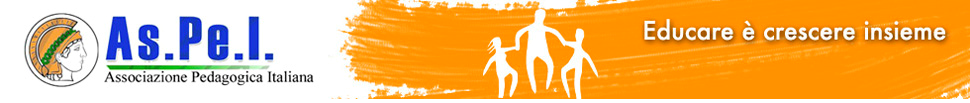 As.Pe.I.
Associazione Pedagogica Italiana
Educare è crescere insieme